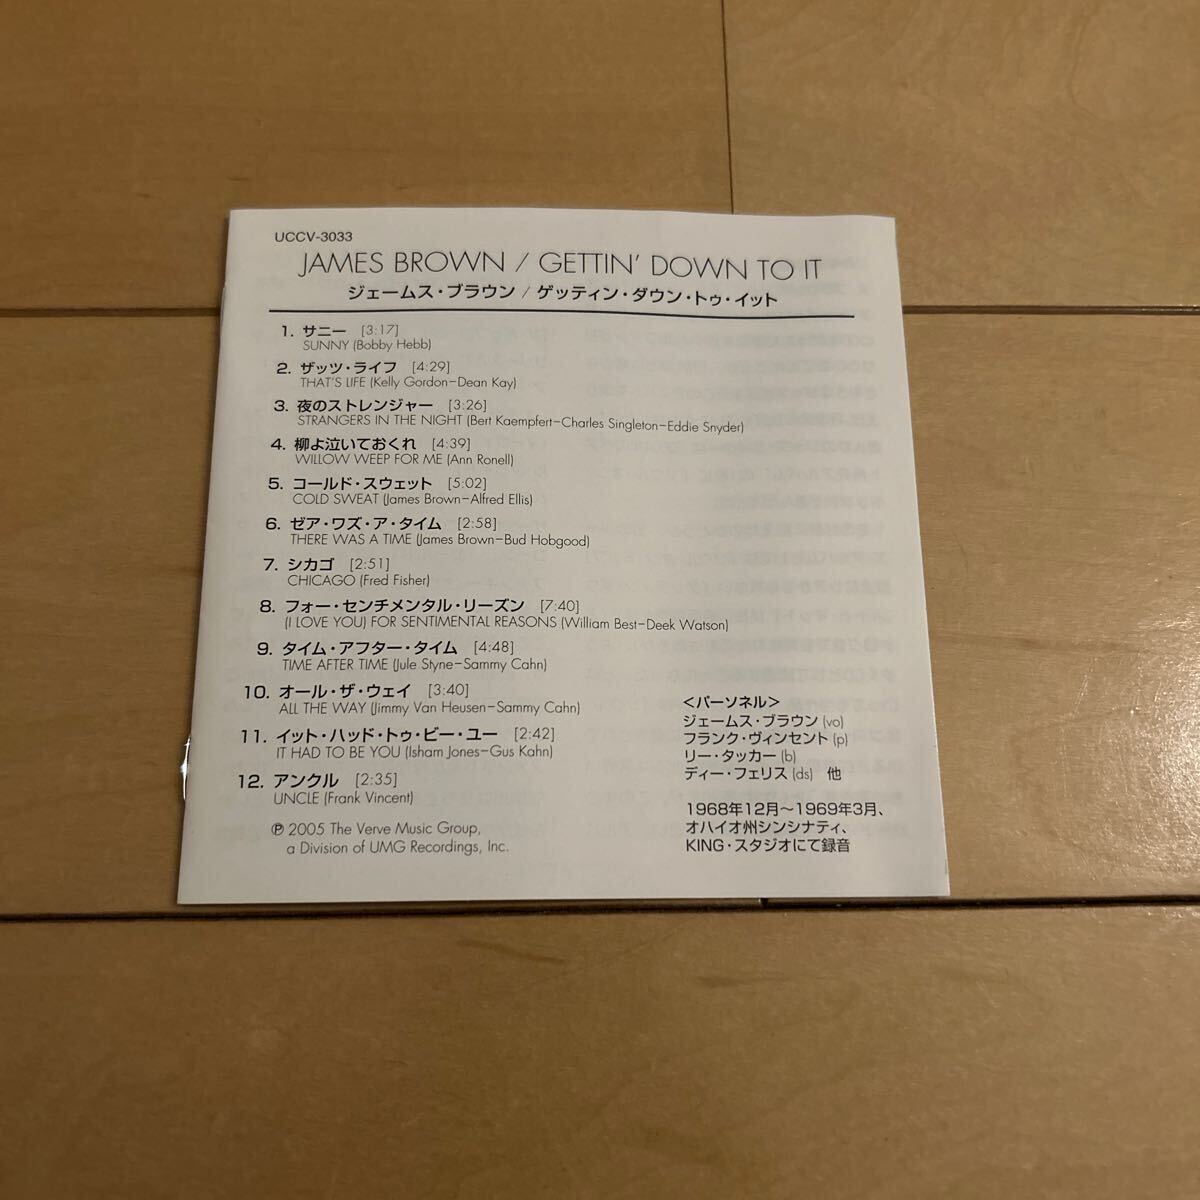 UCCV-3033
JAMES BROWN / GETTIN' DOWN TO IT
ジェームス・ブラウン / ゲッティン・ダウン・トゥ・イット
1. サニー [3:17]
SUNNY (Bobby Hebb)
2. ザッツ・ライフ [4:29]
THAT'S LIFE (Kelly Gordon−Dean Kay)
3. 夜のストレンジャー [3:26]
STRANGERS IN THE NIGHT (Bert Kaempfert−Charles Singleton−Eddie Snyder)
4. 柳よ泣いておくれ [4:39]
WILLOW WEEP FOR ME (Ann Ronell)
5. コールド・スウェット [5:02]
COLD SWEAT (James Brown−Alfred Ellis)
6. ゼア・ワズ・ア・タイム [2:58]
THERE WAS A TIME (James Brown−Bud Hobgood)
7. シカゴ [2:51]
CHICAGO (Fred Fisher)
8. フォー・センチメンタル・リーズン [7:40]
(I LOVE YOU) FOR SENTIMENTAL REASONS (William Best−Deek Watson)
9. タイム・アフター・タイム [4:48]
TIME AFTER TIME (Jule Styne−Sammy Cahn)
10. オール・ザ・ウェイ [3:40]
ALL THE WAY (Jimmy Van Heusen−Sammy Cahn)
11. イット・ハッド・トゥ・ビー・ユー [2:42]
IT HAD TO BE YOU (Isham Jones−Gus Kahn)
12. アンクル [2:35]
UNCLE (Frank Vincent)
℗ 2005 The Verve Music Group,
a Division of UMG Recordings, Inc.
＜パーソネル＞
ジェームス・ブラウン (vo)
フランク・ヴィンセント (p)
リー・タッカー (b)
ディー・フェリス (ds) 他
1968年12月〜1969年3月、
オハイオ州シンシナティ、
KING・スタジオにて録音